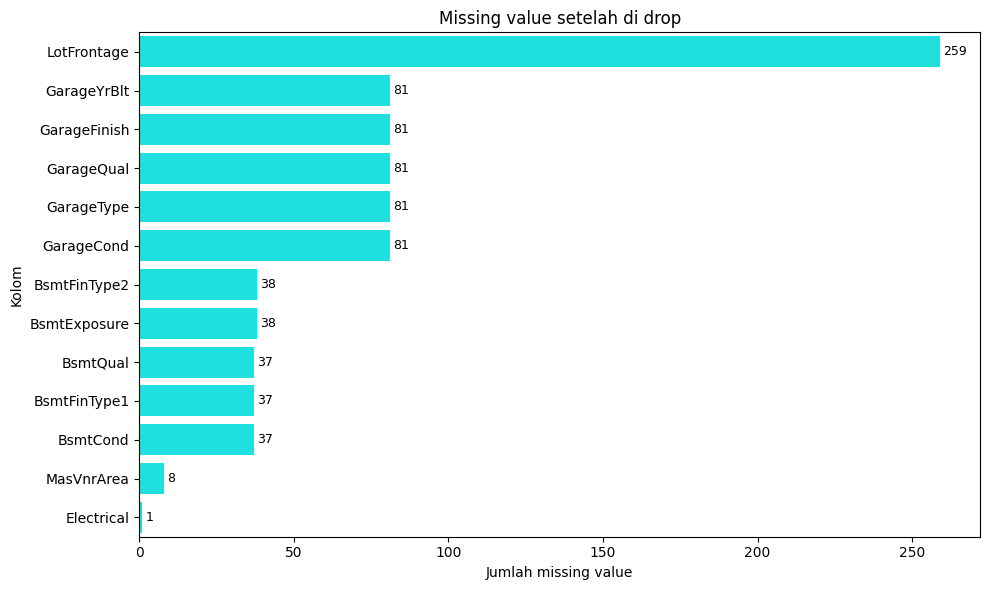 Missing value setelah di drop
LotFrontage 259
GarageYrBlt 81
GarageFinish 81
GarageQual 81
GarageType 81
GarageCond 81
BsmtFinType2 38
BsmtExposure 38
BsmtQual 37
BsmtFinType1 37
BsmtCond 37
MasVnrArea 8
Electrical 1
Kolom
0 50 100 150 200 250
Jumlah missing value